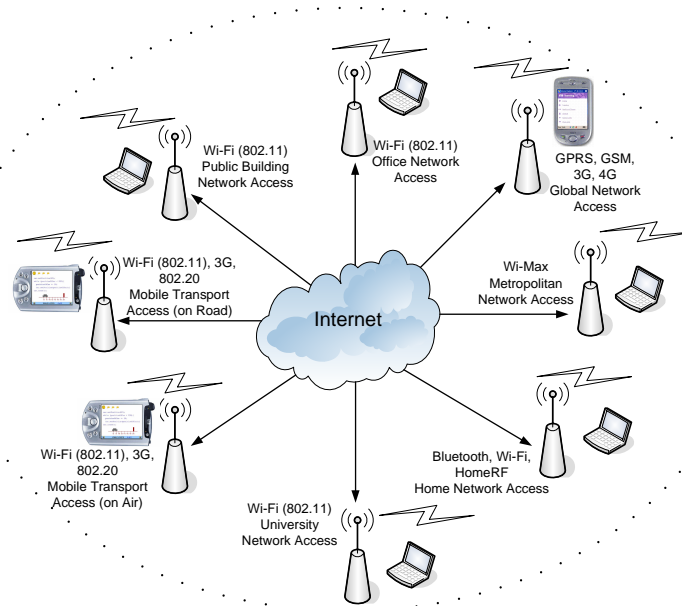 Wi-Fi (802.11)
Office Network
Access
Wi-Fi (802.11)
Public Building
Network Access
GPRS, GSM,
3G, 4G
Global Network
Access
Wi-Fi (802.11), 3G,
802.20
Mobile Transport
Access (on Road)
Internet
Wi-Max
Metropolitan
Network Access
Wi-Fi (802.11), 3G,
802.20
Mobile Transport
Access (on Air)
Bluetooth, Wi-Fi,
HomeRF
Home Network Access
Wi-Fi (802.11)
University
Network Access